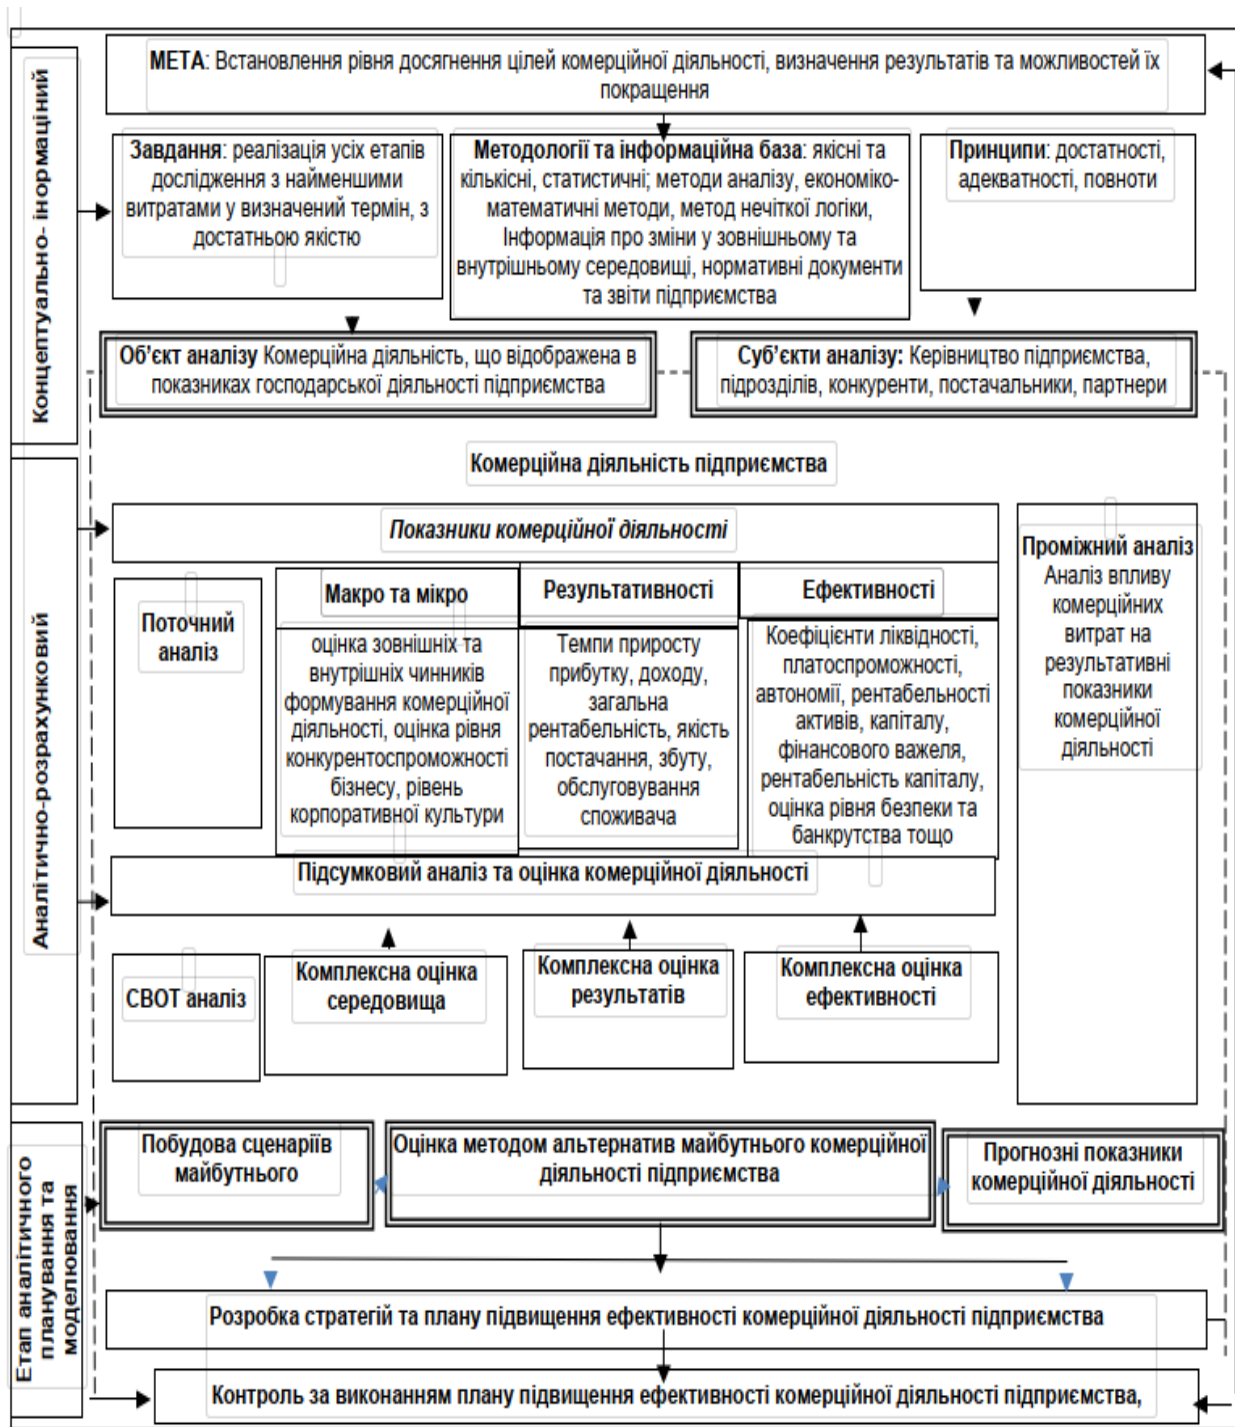 Концептуально- інораціний
МЕТА: Встановлення рівня досягнення цілей комерційної діяльності, визначення результатів та можливостей їх
покращення
Завдання: реалізація усіх етапів
дослідження з найменшими
витратами у визначений термін, з
достатньою якістю
Методології та інформаційна база: якісні та
кількісні, статистичні; методи аналізу, економіко-
математичні методи, метод нечіткої логіки,
Інформація про зміни у зовнішньому та
внутрішньому середовищі, нормативні документи
та звіти підприємства
Принципи: достатності,
адекватності, повноти
Об’єкт аналізу Комерційна діяльність, що відображена в
показниках господарської діяльності підприємства
Суб’єкти аналізу: Керівництво підприємства,
підрозділів, конкуренти, постачальники, партнери
Аналітично-розрахунковий
Комерційна діяльність підприємства
Показники комерційної діяльності
Поточний
аналіз
Макро та мікро
оцінка зовнішніх та
внутрішніх чинників
формування комерційної
діяльності, оцінка рівня
конкурентоспроможності
бізнесу, рівень
корпоративної культури
Результативності
Темпи приросту
прибутку, доходу,
загальна
рентабельність, якість
постачання, збуту,
обслуговування
споживача
Ефективності
Коефіцієнти ліквідності,
платоспроможності,
автономії, рентабельності
активів, капіталу,
фінансового важеля,
рентабельність капіталу,
оцінка рівня безпеки та
банкрутства тощо
Проміжний аналіз
Аналіз впливу
комерційних
витрат на
результативні
показники
комерційної
діяльності
Підсумковий аналіз та оцінка комерційної діяльності
СВОТ аналіз
Комплексна оцінка
середовища
Комплексна оцінка
результатів
Комплексна оцінка
ефективності
Етап аналітичного
планування та
моделювання
Побудова сценаріїв
майбутнього
Оцінка методом альтернатив майбутнього комерційної
діяльності підприємства
Прогнозні показники
комерційної діяльності
Розробка стратегій та плану підвищення ефективності комерційної діяльності підприємства
Контроль за виконанням плану підвищення ефективності комерційної діяльності підприємства,